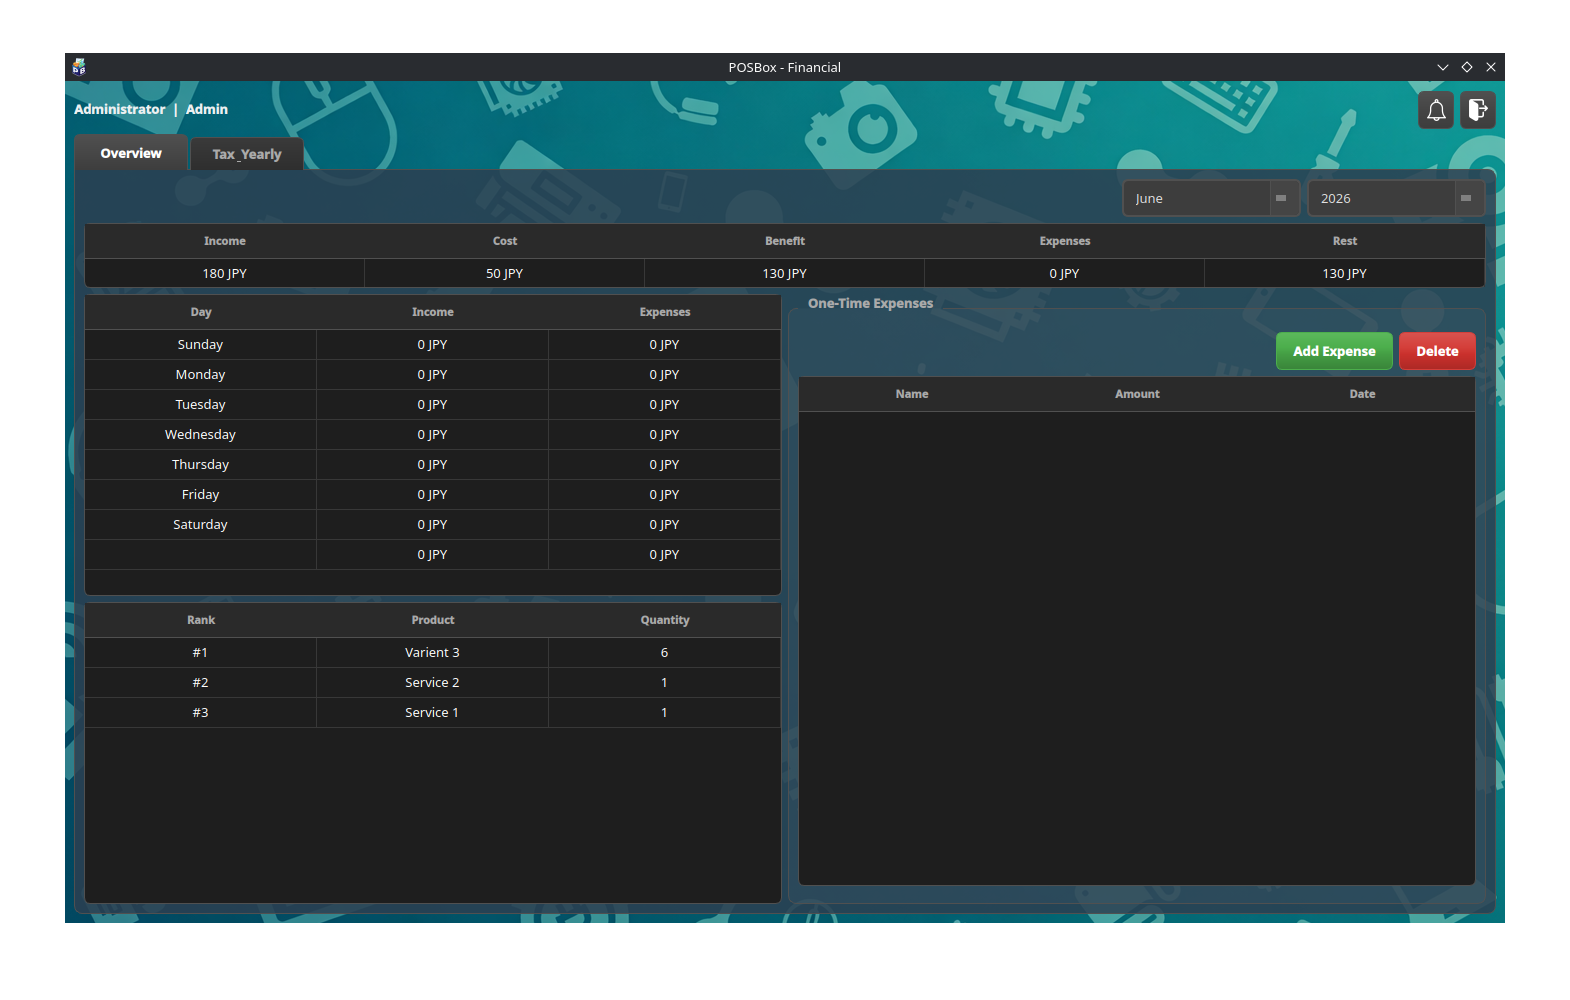 POSBox - Financial
Administrator | Admin
Overview
Tax_Yearly
June
2026
Income Cost Benefit Expenses Rest
180 JPY 50 JPY 130 JPY 0 JPY 130 JPY
Day Income Expenses
Sunday 0 JPY 0 JPY
Monday 0 JPY 0 JPY
Tuesday 0 JPY 0 JPY
Wednesday 0 JPY 0 JPY
Thursday 0 JPY 0 JPY
Friday 0 JPY 0 JPY
Saturday 0 JPY 0 JPY
0 JPY 0 JPY
Rank Product Quantity
#1 Varient 3 6
#2 Service 2 1
#3 Service 1 1
One-Time Expenses
Add Expense
Delete
Name Amount Date